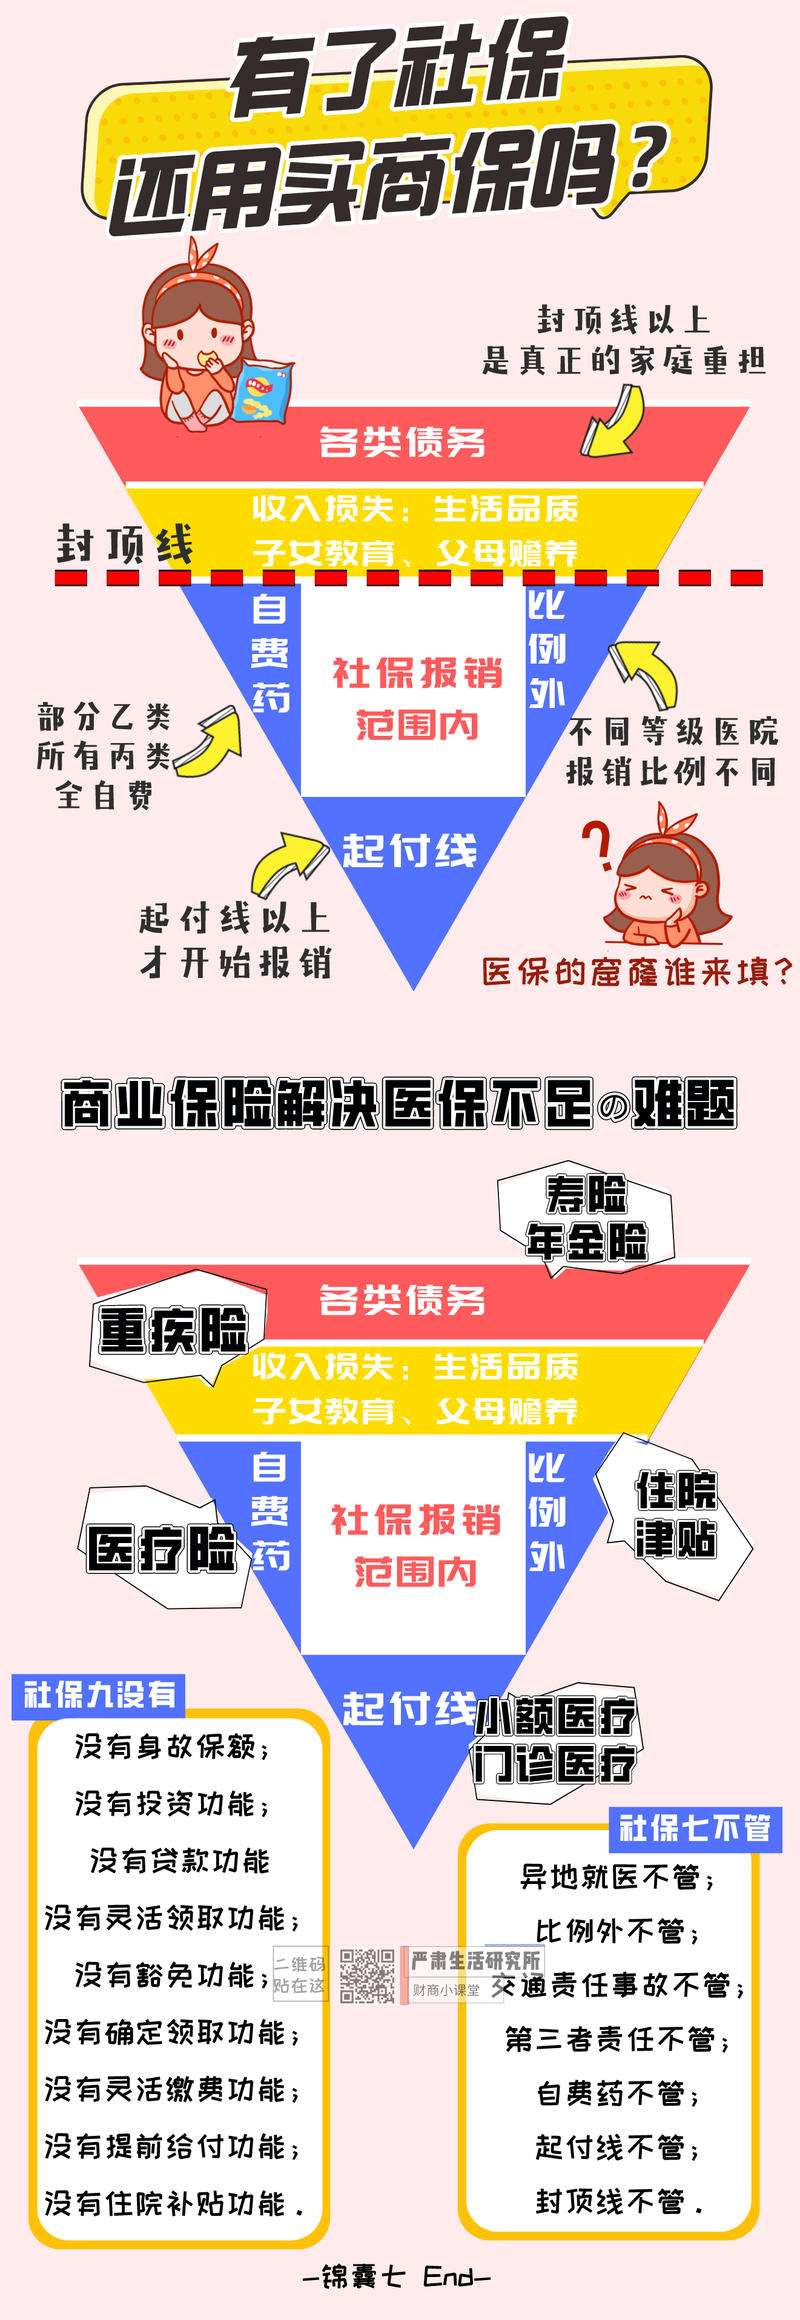 有了社保
还用买商保吗？
封顶线以上
是真正的家庭重担
各类债务
收入损失：生活品质
子女教育、父母赡养
封顶线
自费药
社保报销
范围内
比例外
部分乙类
所有丙类
全自费
不同等级医院
报销比例不同
起付线
起付线以上
才开始报销
?
医保的窟窿谁来填?
商业保险解决医保不足の难题
寿险
年金险
各类债务
重疾险
收入损失：生活品质
子女教育、父母赡养
自费药
社保报销
范围内
比例外
医疗险
住院
津贴
起付线
小额医疗
门诊医疗
社保九没有
没有身故保额；
没有投资功能；
没有贷款功能
没有灵活领取功能；
没有豁免功能；
没有确定领取功能；
没有灵活缴费功能；
没有提前给付功能；
没有住院补贴功能．
社保七不管
异地就医不管；
比例外不管；
交通责任事故不管；
第三者责任不管；
自费药不管；
起付线不管；
封顶线不管．
二维码
贴在这
严肃生活研究所
财商小课堂
-锦囊七 End-